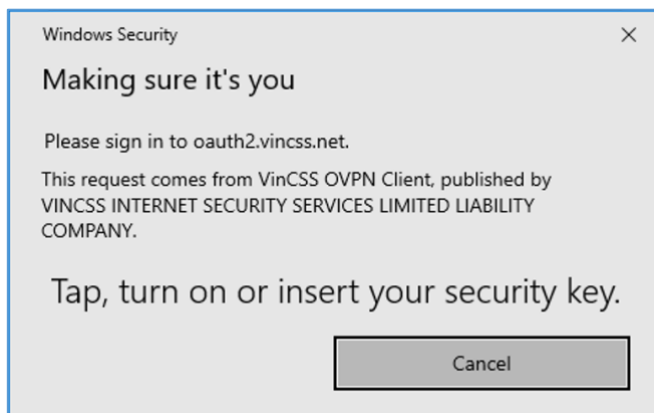 Windows Security
Making sure it's you
Please sign in to oauth2.vincss.net.
This request comes from VinCSS OVPN Client, published by
VINCSS INTERNET SECURITY SERVICES LIMITED LIABILITY
COMPANY.
Tap, turn on or insert your security key.
Cancel